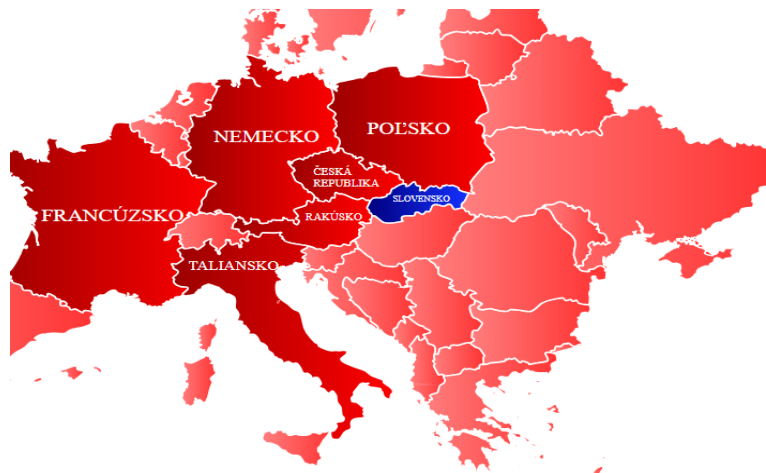 POĽSKO
NEMECKO
ČESKÁ
REPUBLIKA
SLOVENSKO
FRANCÚZSKO
RAKÚSKO
TALIANSKO